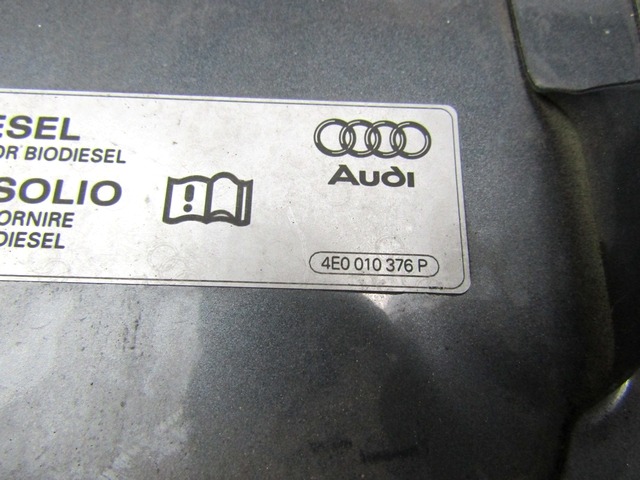 ESEL
OR BIODIESEL
SOLIO
ORNIRE
DIESEL
Audi
4E0 010 376 P